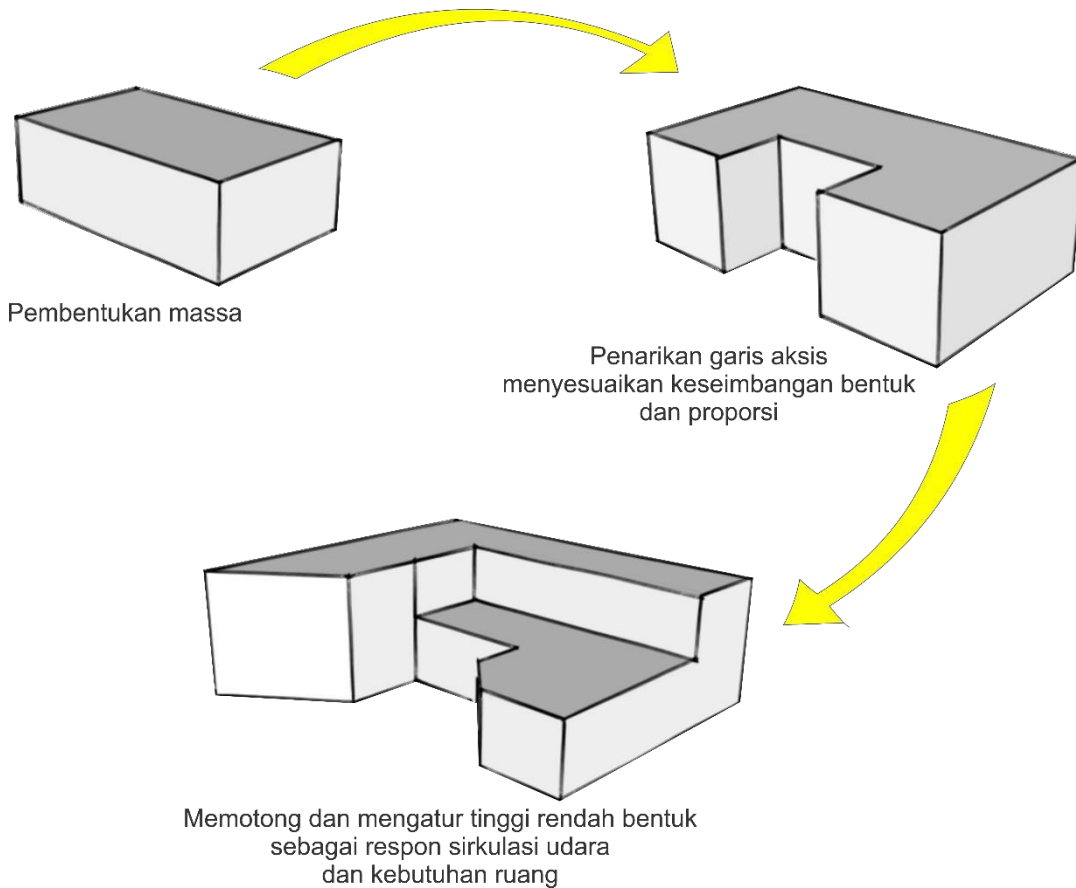 Pembentukan massa
Penarikan garis aksis
menyesuaikan keseimbangan bentuk
dan proporsi
Memotong dan mengatur tinggi rendah bentuk
sebagai respon sirkulasi udara
dan kebutuhan ruang